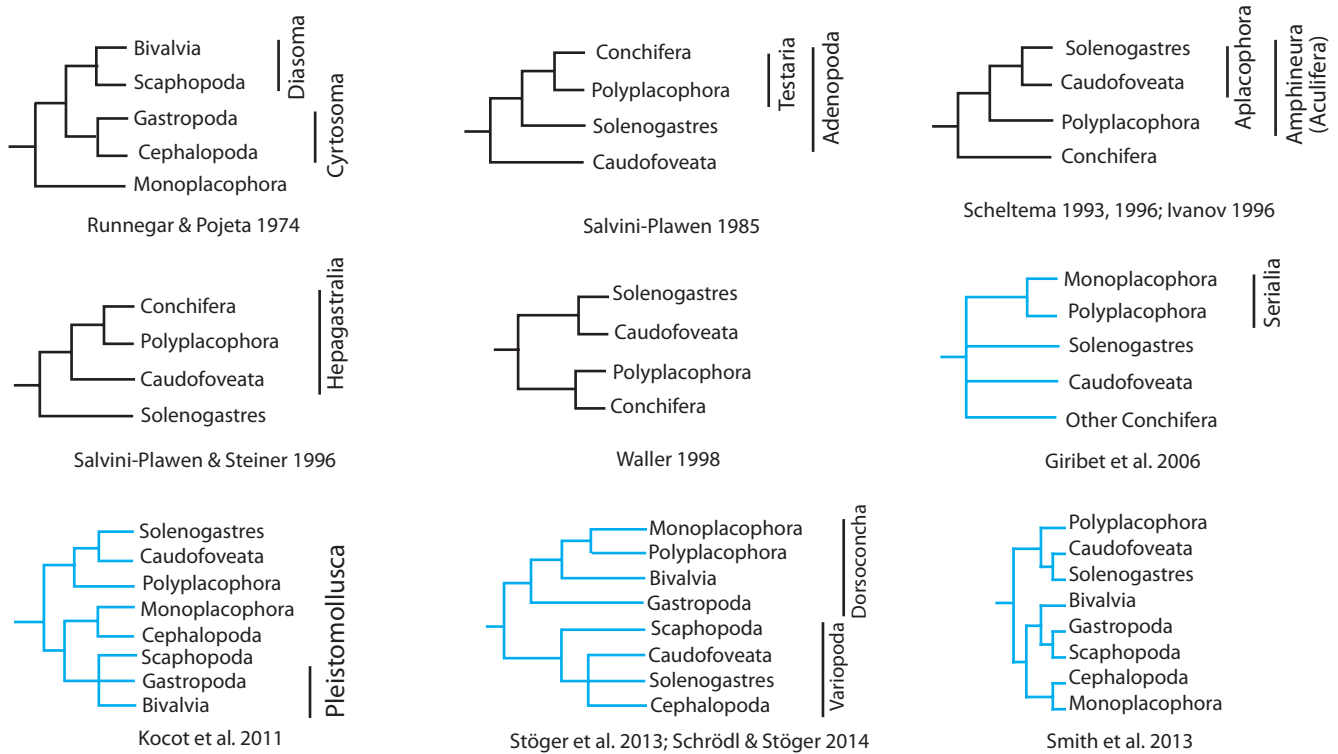 Bivalvia
Scaphopoda
Gastropoda
Cephalopoda
Monoplacophora
Diasoma
Cyrtosoma
Runnegar & Pojeta 1974
Conchifera
Polyplacophora
Solenogastres
Caudofoveata
Testaria
Adenopoda
Salvini-Plawen 1985
Solenogastres
Caudofoveata
Polyplacophora
Conchifera
Aplacophora
Amphineura
(Aculifera)
Scheltema 1993, 1996; Ivanov 1996
Conchifera
Polyplacophora
Caudofoveata
Solenogastres
Hepagastralia
Salvini-Plawen & Steiner 1996
Solenogastres
Caudofoveata
Polyplacophora
Conchifera
Waller 1998
Monoplacophora
Polyplacophora
Solenogastres
Caudofoveata
Other Conchifera
Serialia
Giribet et al. 2006
Solenogastres
Caudofoveata
Polyplacophora
Monoplacophora
Cephalopoda
Scaphopoda
Gastropoda
Bivalvia
Pleistomollusca
Kocot et al. 2011
Monoplacophora
Polyplacophora
Bivalvia
Gastropoda
Scaphopoda
Caudofoveata
Solenogastres
Cephalopoda
Dorsoconcha
Variopoda
Stöger et al. 2013; Schrödl & Stöger 2014
Polyplacophora
Caudofoveata
Solenogastres
Bivalvia
Gastropoda
Scaphopoda
Cephalopoda
Monoplacophora
Smith et al. 2013